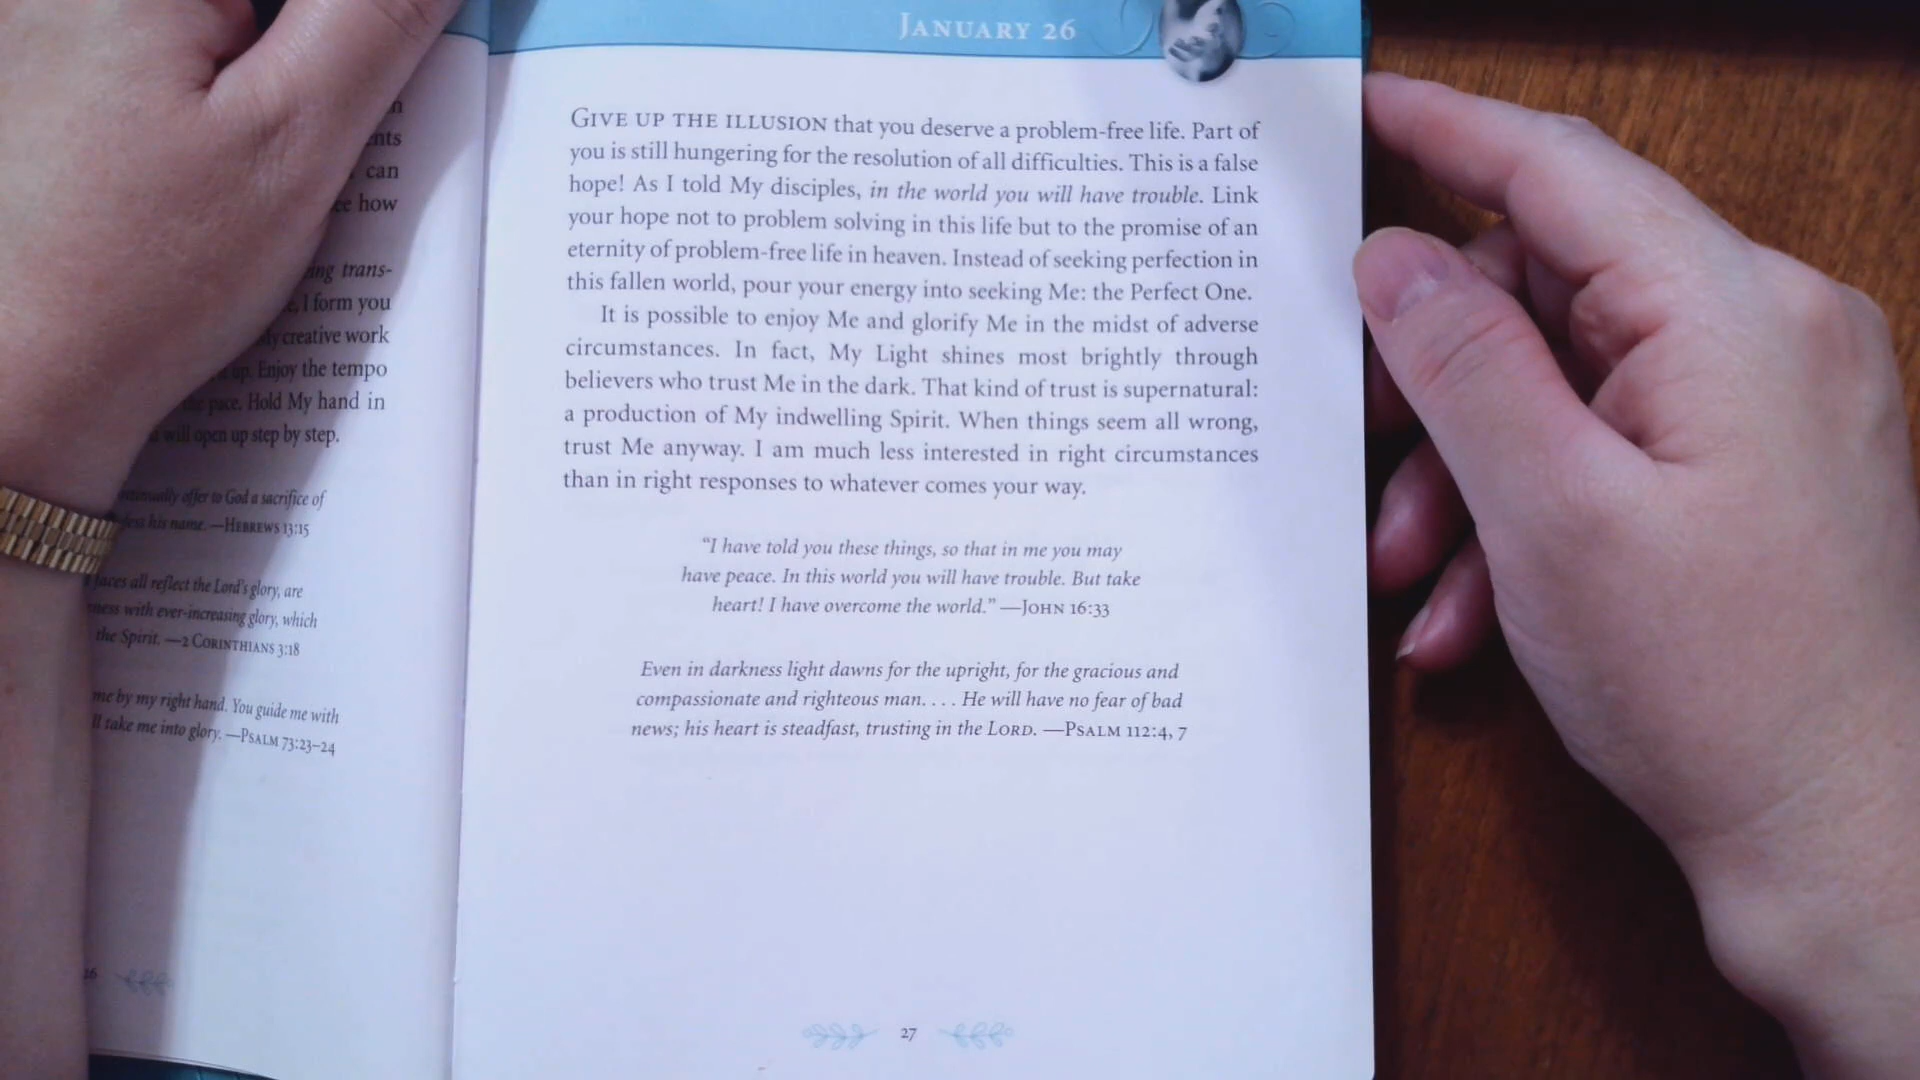 nts
can
how
ing trans-
I form you
creative work
up. Enjoy the tempo
pace. Hold My hand in
will open up step by step.
offer to God a sacrifice of
his name. —HEBREWS 13:15
faces all reflect the Lord's glory, are
with ever-increasing glory, which
the Spirit. —2 CORINTHIANS 3:18
me by my right hand. You guide me with
take me into glory. —PSALM 73:23–24
26
JANUARY 26
GIVE UP THE ILLUSION that you deserve a problem-free life. Part of
you is still hungering for the resolution of all difficulties. This is a false
hope! As I told My disciples, in the world you will have trouble. Link
your hope not to problem solving in this life but to the promise of an
eternity of problem-free life in heaven. Instead of seeking perfection in
this fallen world, pour your energy into seeking Me: the Perfect One.
It is possible to enjoy Me and glorify Me in the midst of adverse
circumstances. In fact, My Light shines most brightly through
believers who trust Me in the dark. That kind of trust is supernatural:
a production of My indwelling Spirit. When things seem all wrong,
trust Me anyway. I am much less interested in right circumstances
than in right responses to whatever comes your way.
“I have told you these things, so that in me you may
have peace. In this world you will have trouble. But take
heart! I have overcome the world.” —JOHN 16:33
Even in darkness light dawns for the upright, for the gracious and
compassionate and righteous man. . . . He will have no fear of bad
news; his heart is steadfast, trusting in the LORD. —PSALM 112:4, 7
27